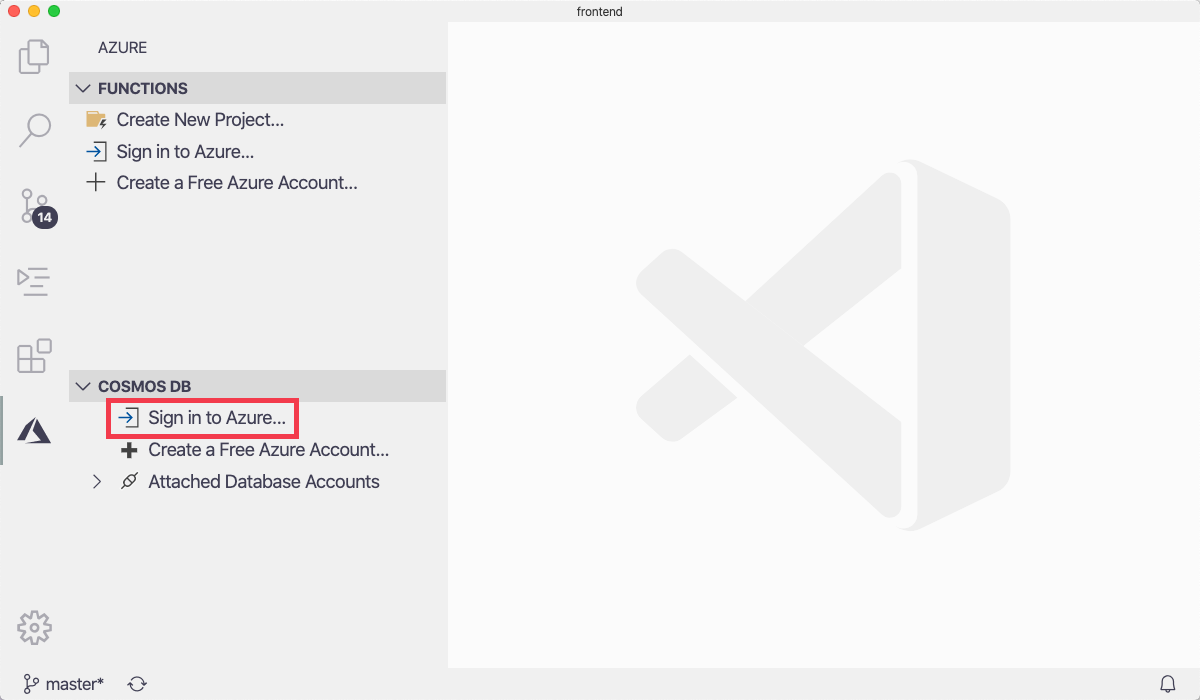 frontend
AZURE
FUNCTIONS
Create New Project...
Sign in to Azure...
Create a Free Azure Account...
14
COSMOS DB
Sign in to Azure...
Create a Free Azure Account...
Attached Database Accounts
master*